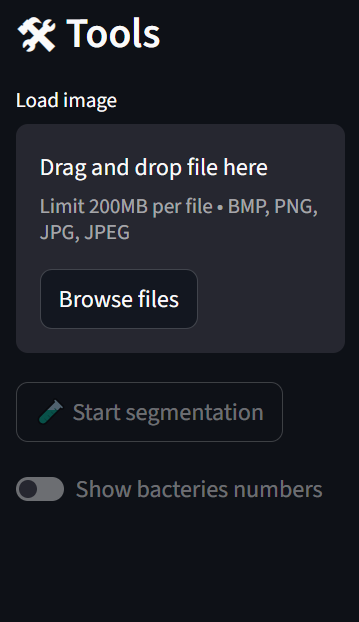 🛠 Tools
Load image
Drag and drop file here
Limit 200MB per file • BMP, PNG,
JPG, JPEG
Browse files
🧪 Start segmentation
Show bacteries numbers